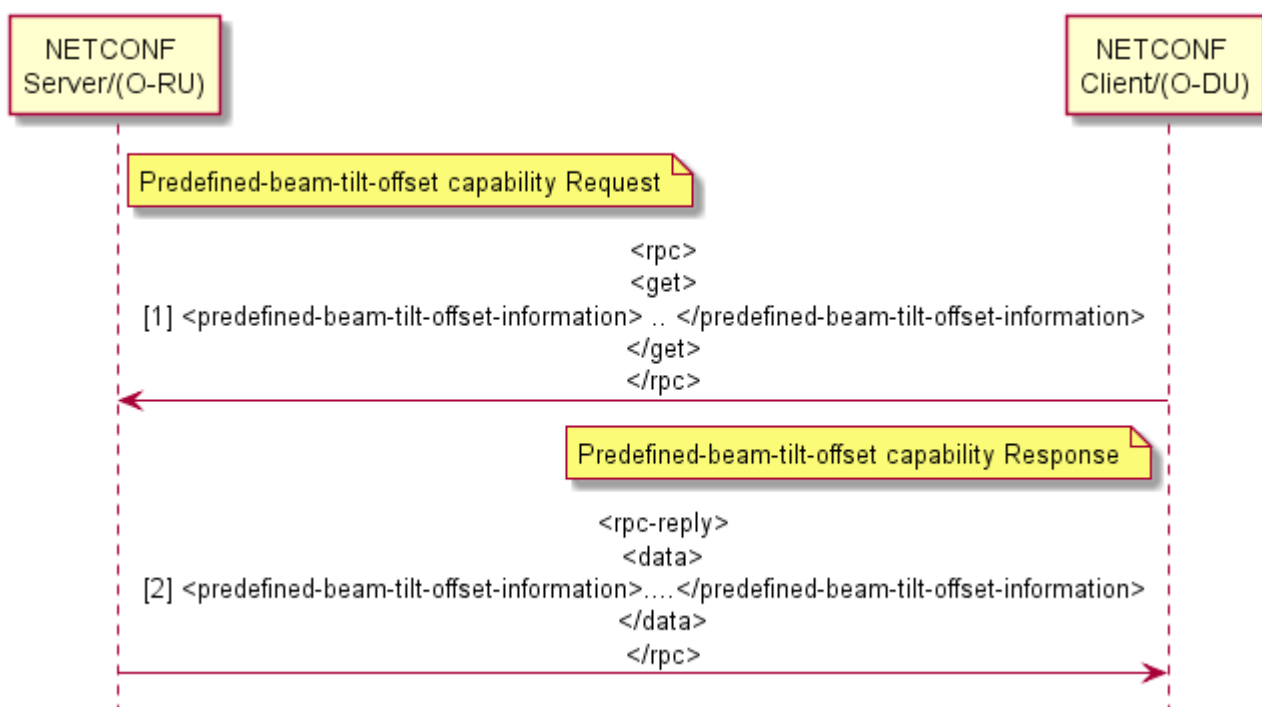 NETCONF
Server/(O-RU)
NETCONF
Client/(O-DU)
Predefined-beam-tilt-offset capability Request
<rpc>
<get>
[1] <predefined-beam-tilt-offset-information> .. </predefined-beam-tilt-offset-information>
</get>
</rpc>
Predefined-beam-tilt-offset capability Response
<rpc-reply>
<data>
[2] <predefined-beam-tilt-offset-information>....</predefined-beam-tilt-offset-information>
</data>
</rpc>